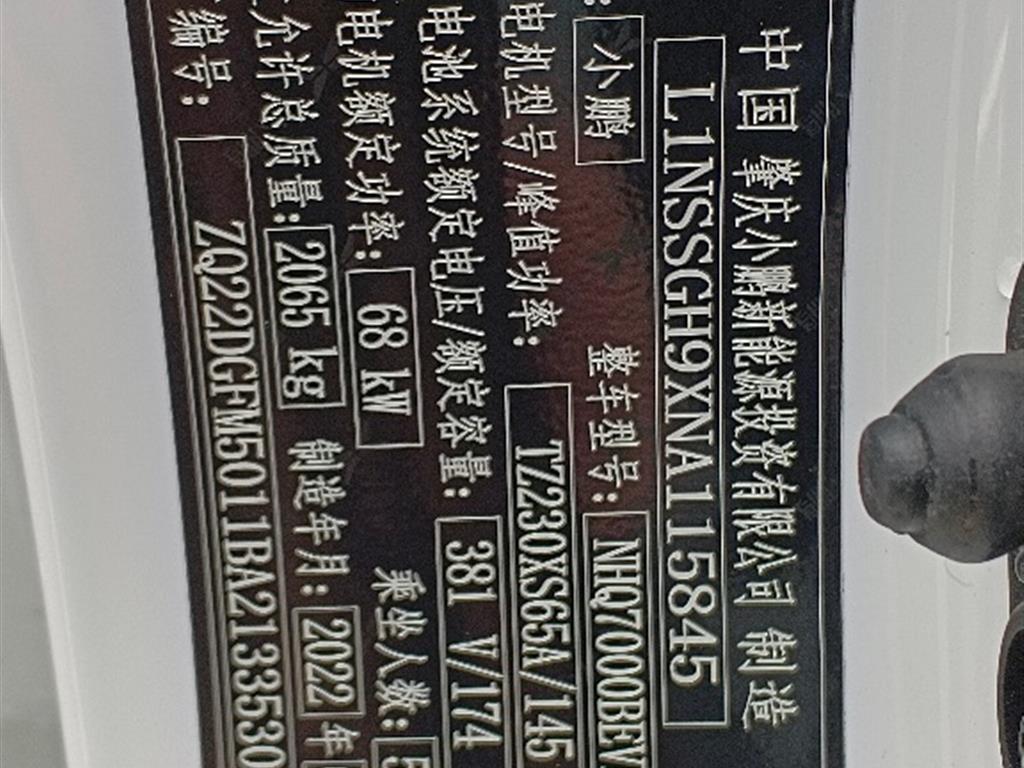 中国 肇庆小鹏新能源投资有限公司 制造
L1NSSGH9XNA115845
小鹏 整车型号: NHQ7000BEV
电机型号/峰值功率: TZ230XS65A/145
电池系统额定电压/额定容量: 381 V/174
电机额定功率: 68 kW 乘坐人数: 5
允许总质量: 2065 kg 制造年月: 2022 年
编号: ZQ22DGFM5011BA2133530